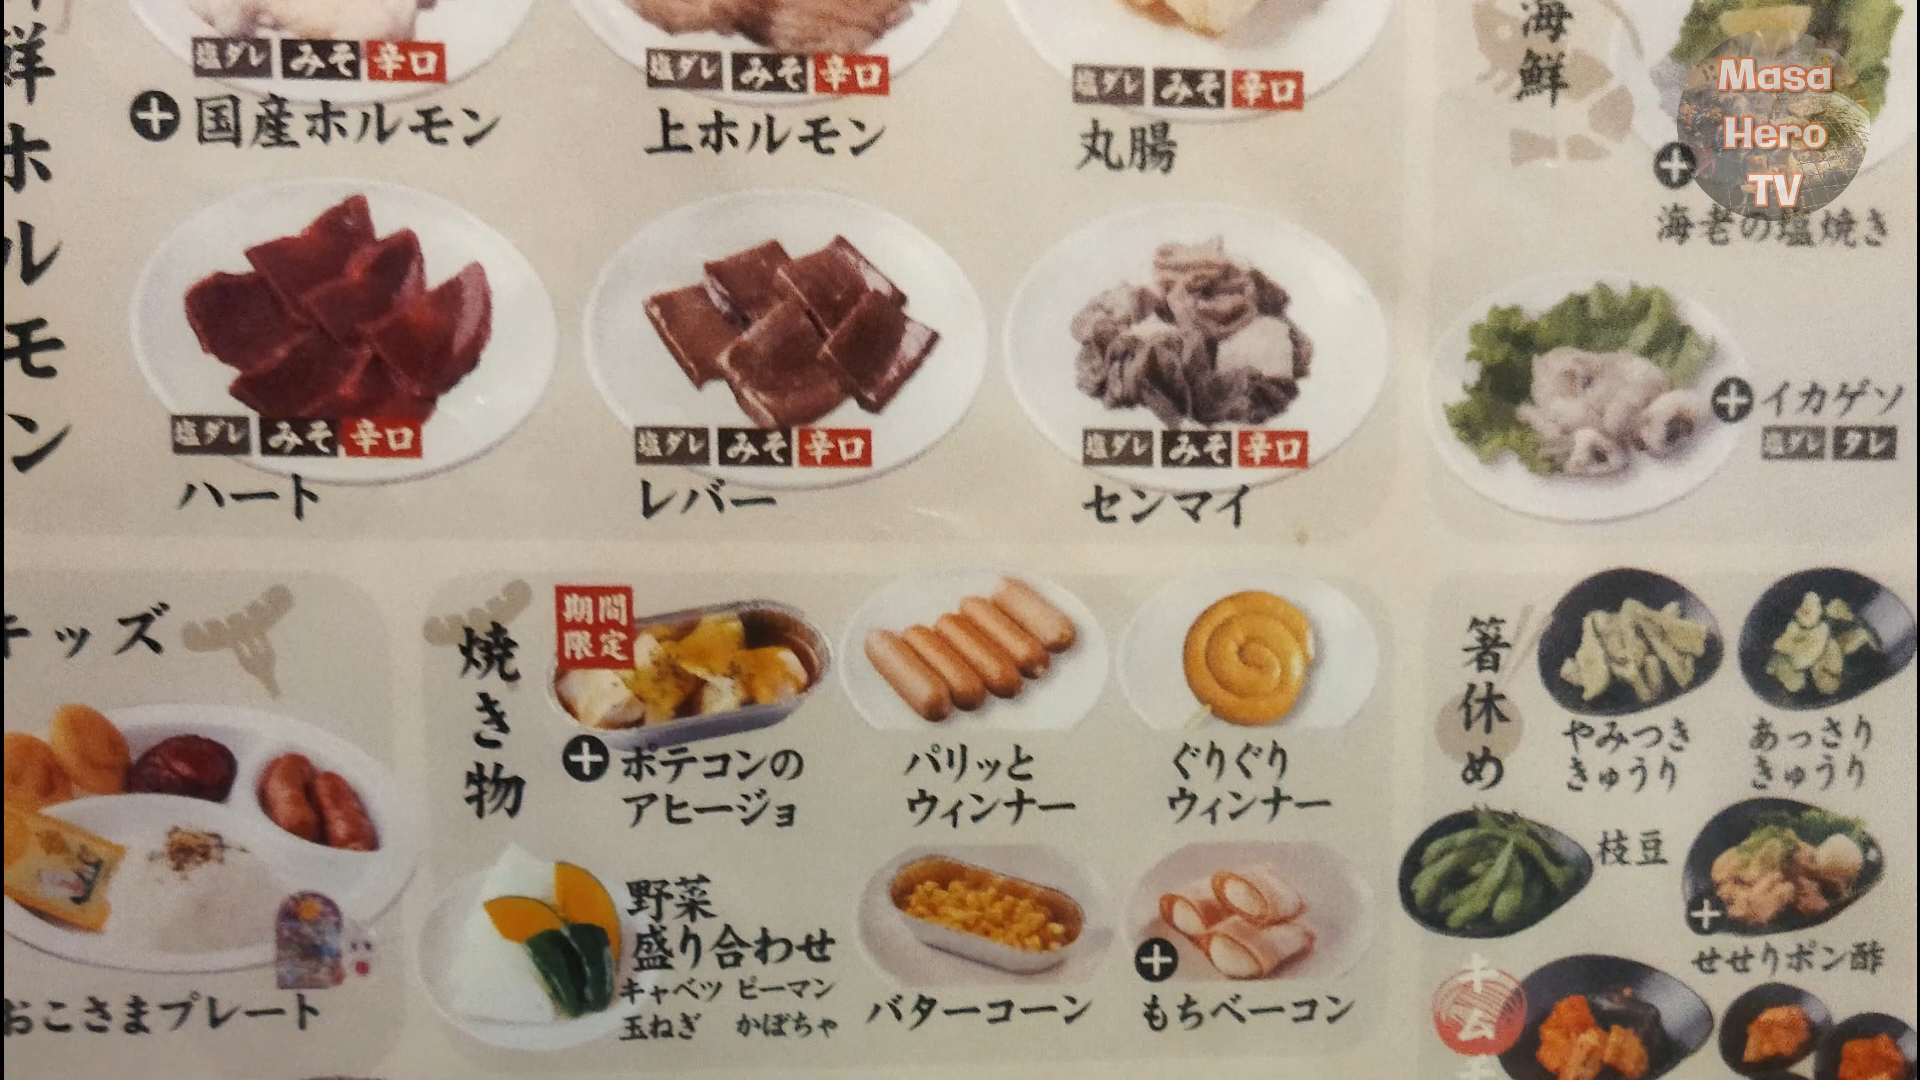 鮮ホルモン
塩ダレ みそ 辛口
国産ホルモン
塩ダレ みそ 辛口
上ホルモン
塩ダレ みそ 辛口
丸腸
塩ダレ みそ 辛口
ハート
塩ダレ みそ 辛口
レバー
塩ダレ みそ 辛口
センマイ
海鮮
Masa
Hero
TV
海老の塩焼き
イカゲソ
塩ダレ タレ
キッズ
おこさまプレート
焼き物
期間
限定
ポテコンの
アヒージョ
パリッと
ウィンナー
ぐりぐり
ウィンナー
野菜
盛り合わせ
キャベツ ピーマン
玉ねぎ かぼちゃ
バターコーン
もちベーコン
箸休め
やみつき
きゅうり
あっさり
きゅうり
枝豆
せせりポン酢
キム